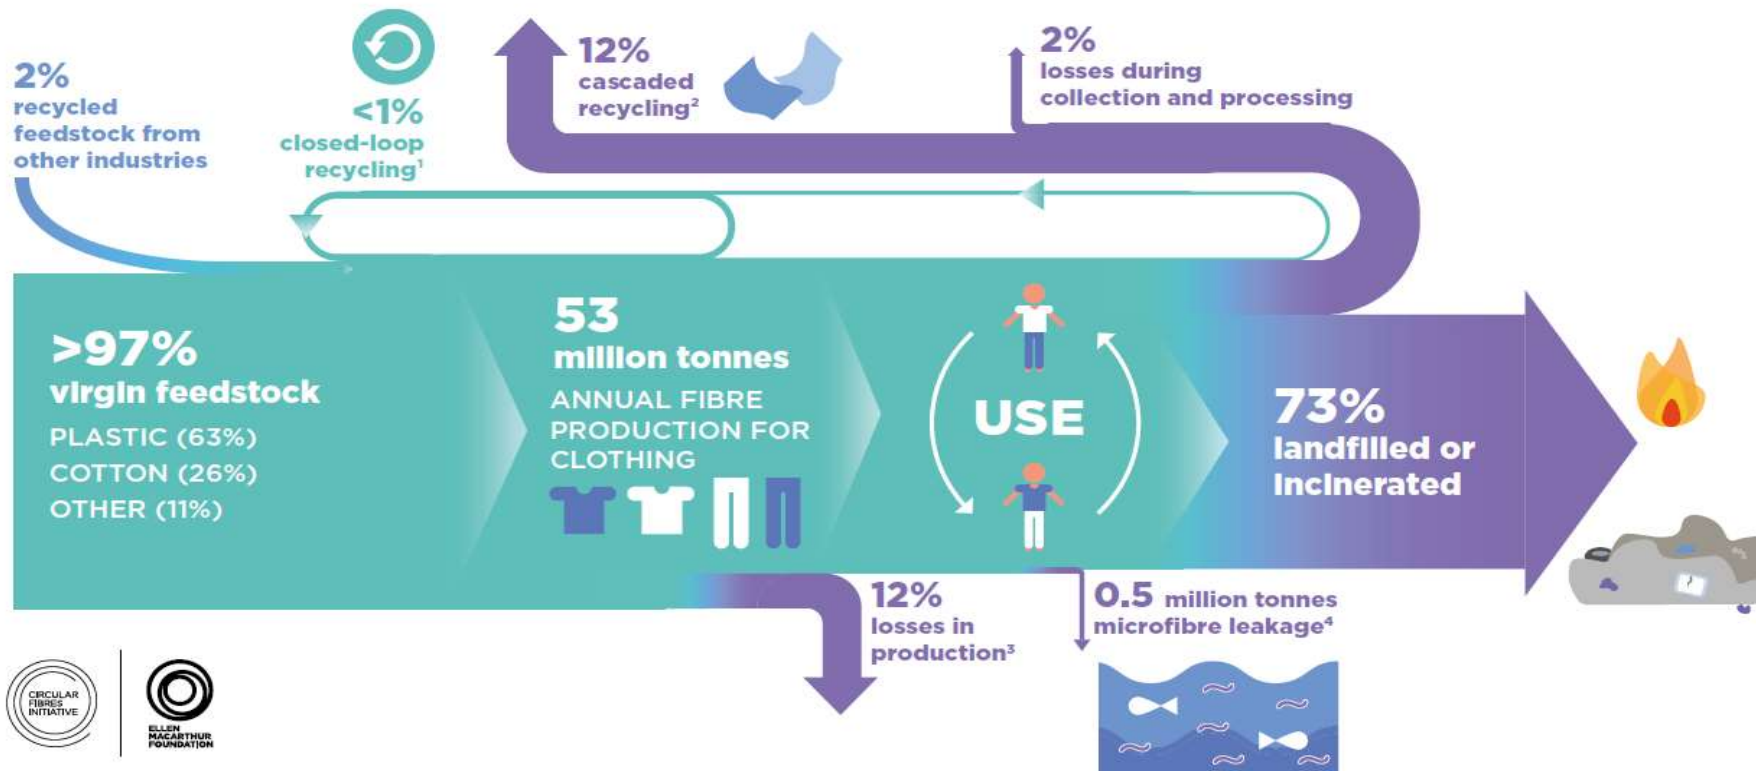 2%
recycled
feedstock from
other industries
<1%
closed-loop
recycling¹
12%
cascaded
recycling²
2%
losses during
collection and processing
>97%
virgin feedstock
PLASTIC (63%)
COTTON (26%)
OTHER (11%)
53
million tonnes
ANNUAL FIBRE
PRODUCTION FOR
CLOTHING
USE
73%
landfilled or
incinerated
12%
losses in
production³
0.5 million tonnes
microfibre leakage⁴
CIRCULAR
FIBRES
INITIATIVE
ELLEN
MACARTHUR
FOUNDATION